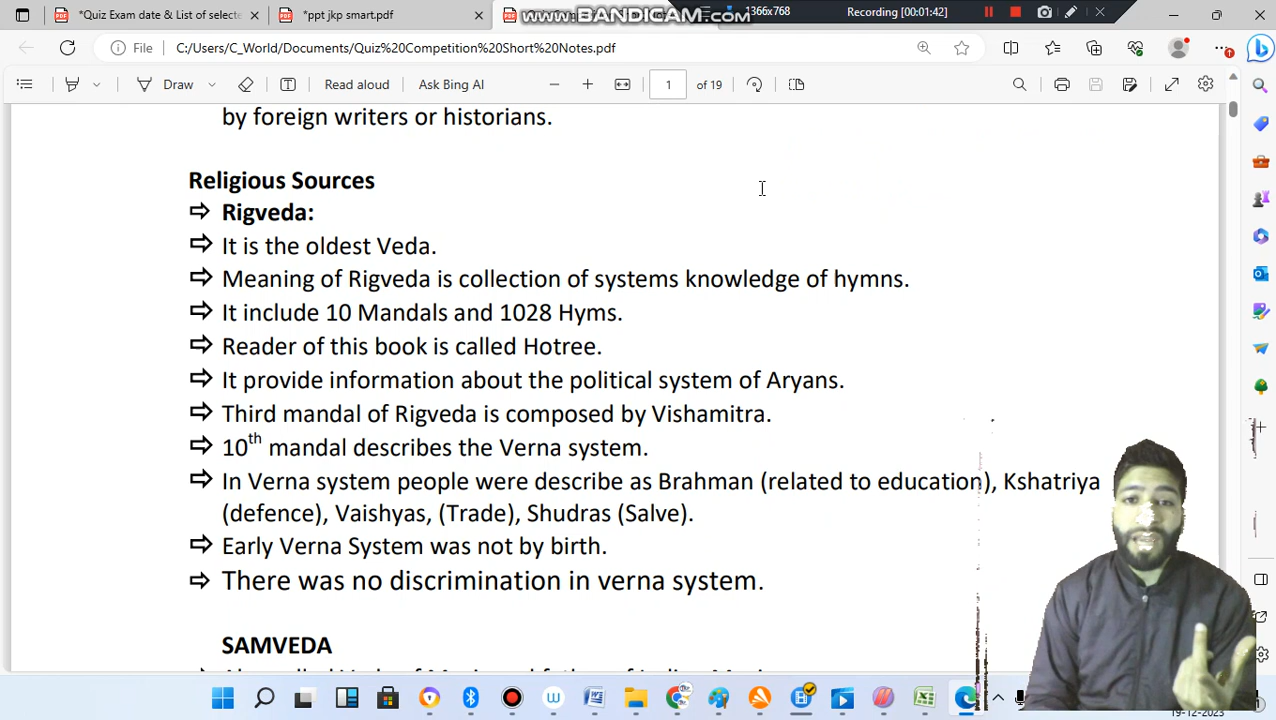 *Quiz Exam date & List of selecte
*ppt jkp smart.pdf
www.BANDICAM.com
1366x768
Recording [00:01:42]
File
C:/Users/C_World/Documents/Quiz%20Competition%20Short%20Notes.pdf
Draw
Read aloud
Ask Bing AI
1
of 19
by foreign writers or historians.
Religious Sources
⇨ Rigveda:
⇨ It is the oldest Veda.
⇨ Meaning of Rigveda is collection of systems knowledge of hymns.
⇨ It include 10 Mandals and 1028 Hyms.
⇨ Reader of this book is called Hotree.
⇨ It provide information about the political system of Aryans.
⇨ Third mandal of Rigveda is composed by Vishamitra.
⇨ 10th mandal describes the Verna system.
⇨ In Verna system people were describe as Brahman (related to education), Kshatriya
(defence), Vaishyas, (Trade), Shudras (Salve).
⇨ Early Verna System was not by birth.
⇨ There was no discrimination in verna system.
SAMVEDA
19-12-2023